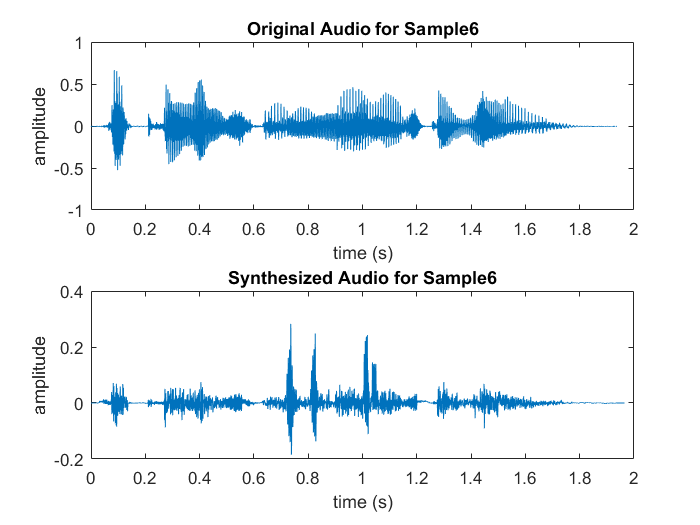 Original Audio for Sample6
1
0.5
0
-0.5
-1
amplitude
0 0.2 0.4 0.6 0.8 1 1.2 1.4 1.6 1.8 2
time (s)
Synthesized Audio for Sample6
0.4
0.2
0
-0.2
amplitude
0 0.2 0.4 0.6 0.8 1 1.2 1.4 1.6 1.8 2
time (s)